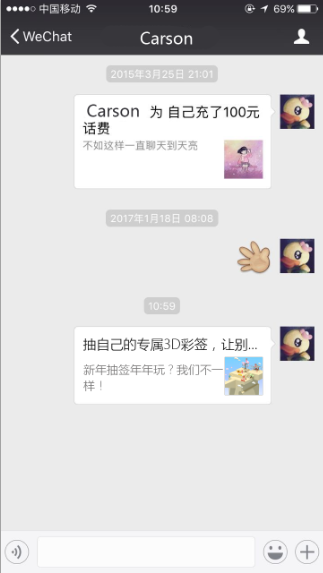 中国移动 10:59 69%
WeChat Carson
2015年3月25日 21:01
Carson 为 自己充了100元
话费
不如这样一直聊天到天亮
2017年1月18日 08:08
10:59
抽自己的专属3D彩签，让别...
新年抽签年年玩？我们不一
样！